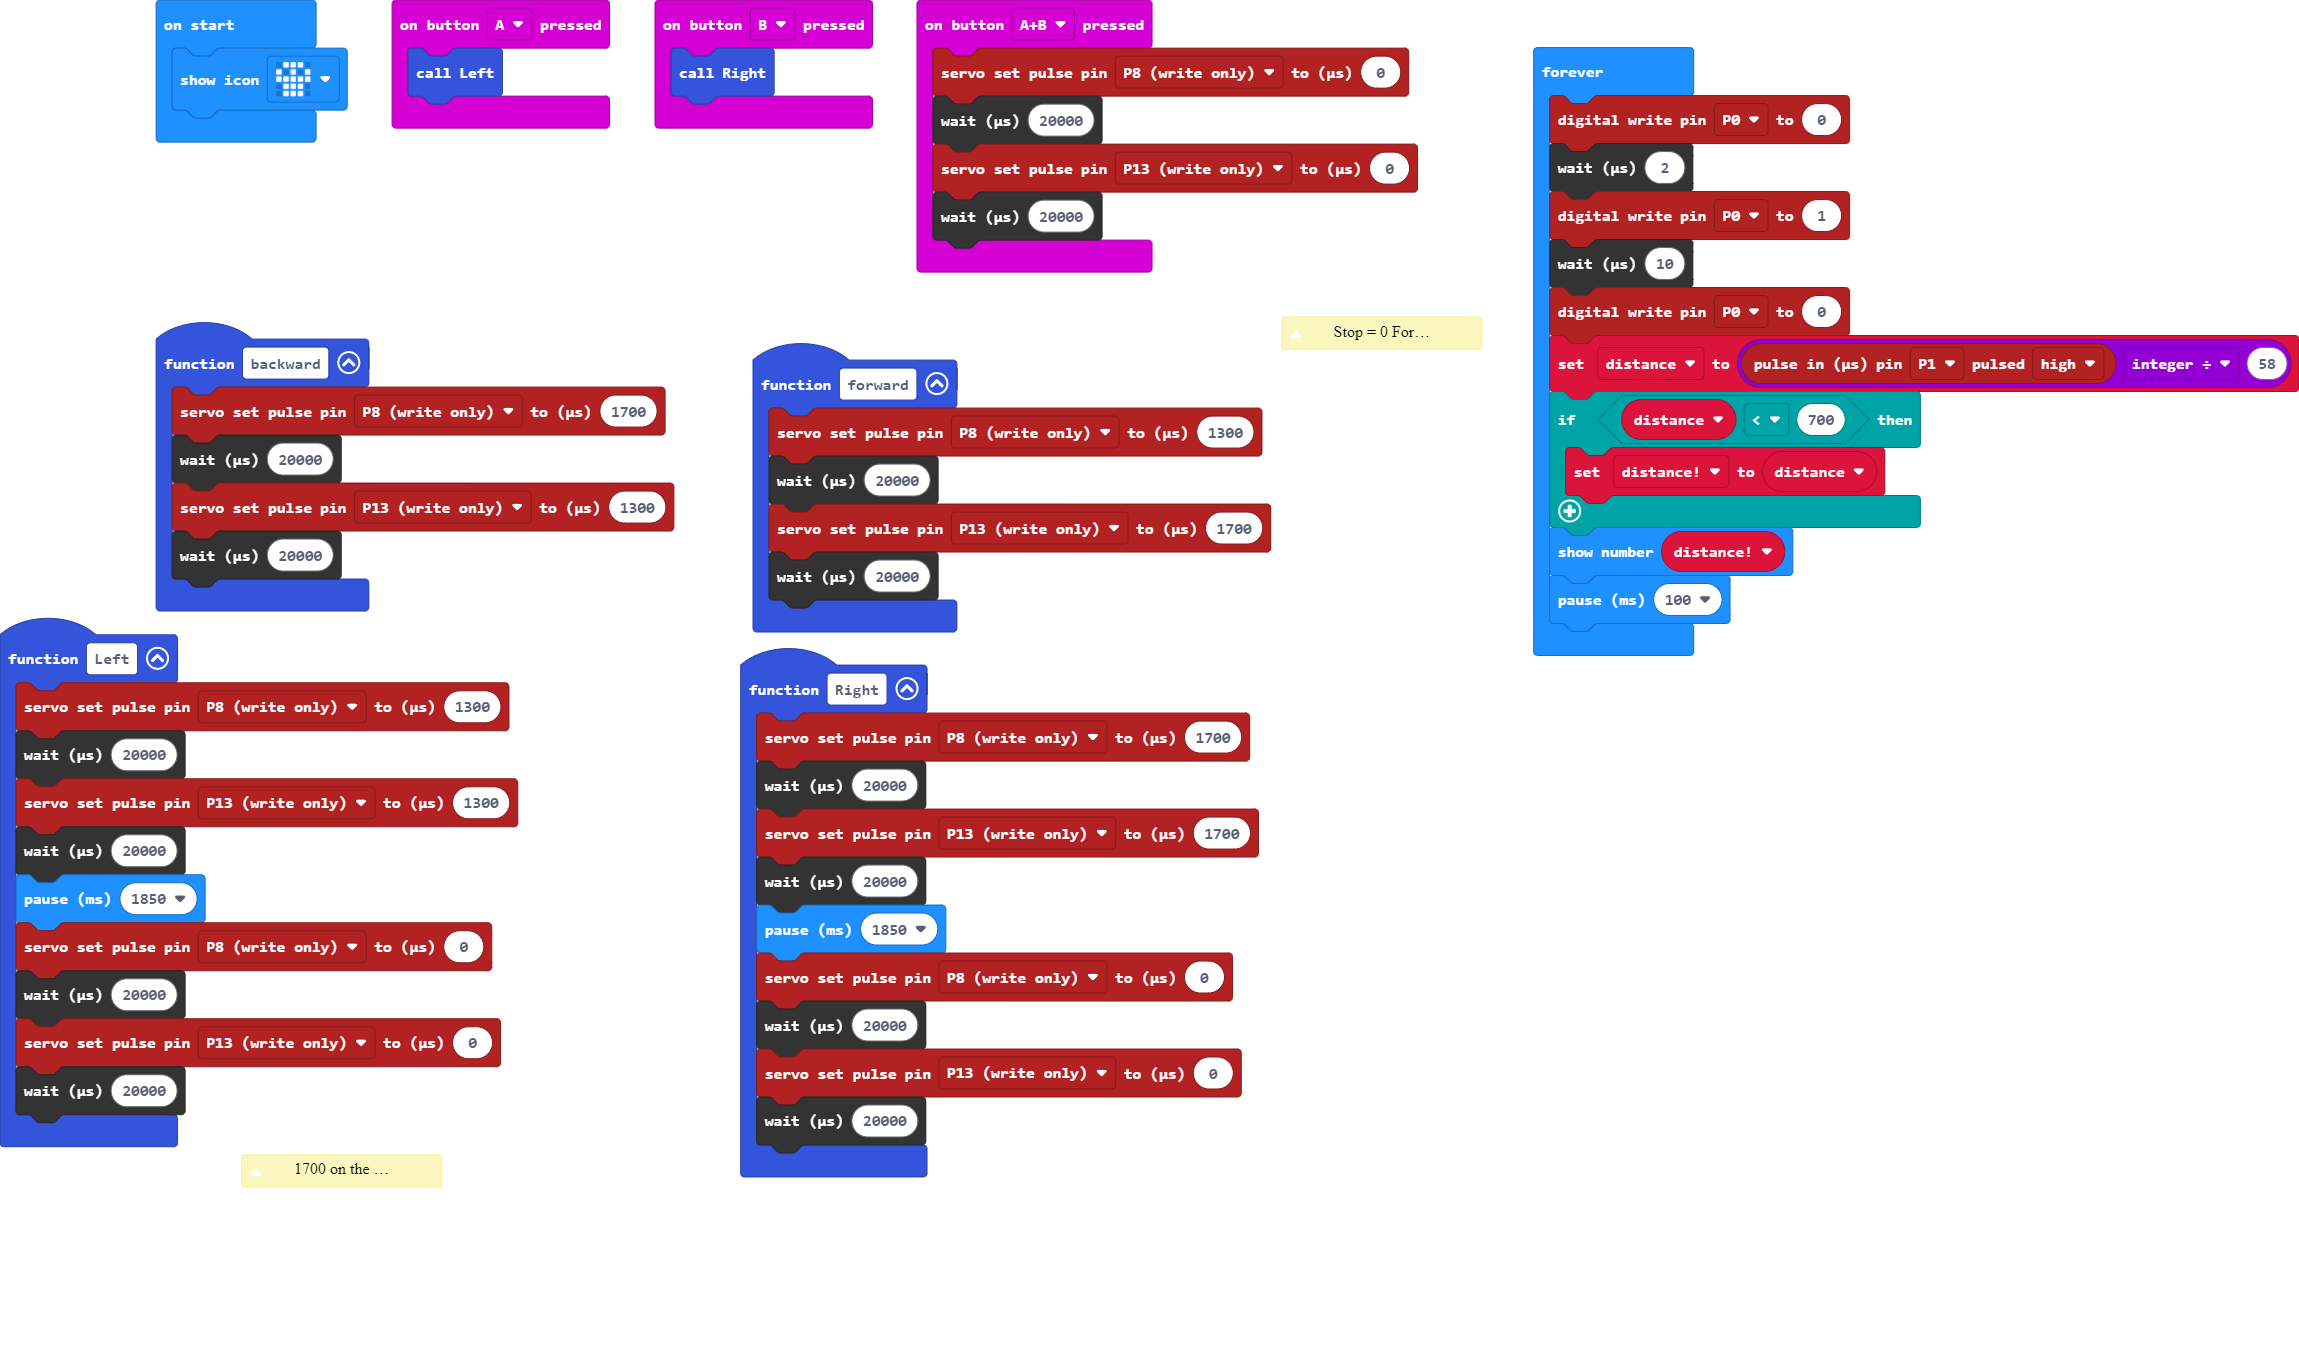 on start
show icon
on button A pressed
call Left
on button B pressed
call Right
on button A+B pressed
servo set pulse pin P8 (write only) to (µs) 0
wait (µs) 20000
servo set pulse pin P13 (write only) to (µs) 0
wait (µs) 20000
forever
digital write pin P0 to 0
wait (µs) 2
digital write pin P0 to 1
wait (µs) 10
digital write pin P0 to 0
set distance to pulse in (µs) pin P1 pulsed high integer ÷ 58
if distance < 700 then
set distance! to distance
show number distance!
pause (ms) 100
Stop = 0 For...
function backward
servo set pulse pin P8 (write only) to (µs) 1700
wait (µs) 20000
servo set pulse pin P13 (write only) to (µs) 1300
wait (µs) 20000
function forward
servo set pulse pin P8 (write only) to (µs) 1300
wait (µs) 20000
servo set pulse pin P13 (write only) to (µs) 1700
wait (µs) 20000
function Left
servo set pulse pin P8 (write only) to (µs) 1300
wait (µs) 20000
servo set pulse pin P13 (write only) to (µs) 1300
wait (µs) 20000
pause (ms) 1850
servo set pulse pin P8 (write only) to (µs) 0
wait (µs) 20000
servo set pulse pin P13 (write only) to (µs) 0
wait (µs) 20000
1700 on the ...
function Right
servo set pulse pin P8 (write only) to (µs) 1700
wait (µs) 20000
servo set pulse pin P13 (write only) to (µs) 1700
wait (µs) 20000
pause (ms) 1850
servo set pulse pin P8 (write only) to (µs) 0
wait (µs) 20000
servo set pulse pin P13 (write only) to (µs) 0
wait (µs) 20000